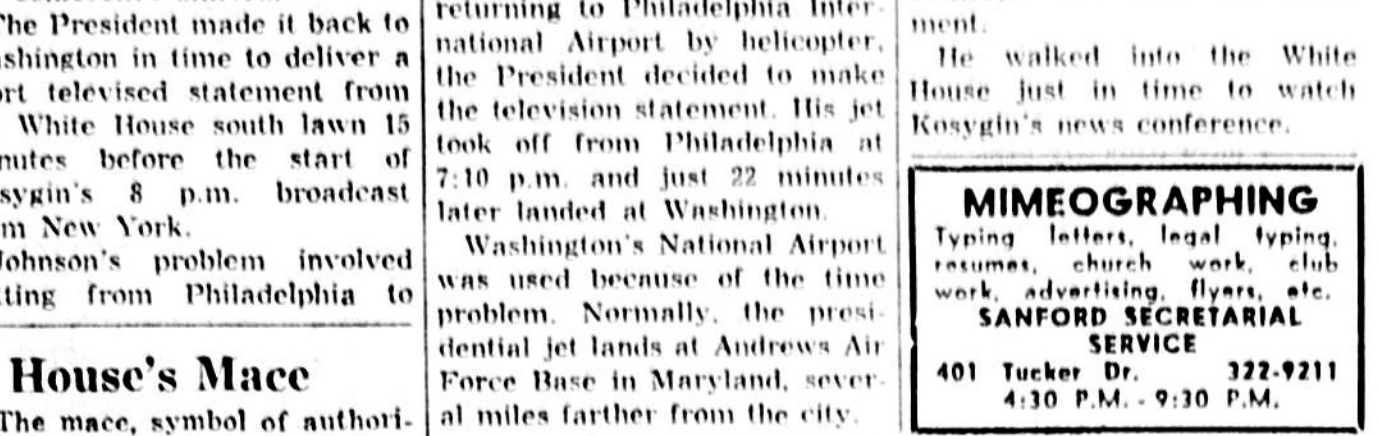 The President made it back to
shington in time to deliver a
ort televised statement from
White House south lawn 15
nutes before the start of
sygin's 8 p.m. broadcast
m New York.
Johnson's problem involved
ting from Philadelphia to
House's Mace
The mace, symbol of authori-
returning to Philadelphia Inter-
national Airport by helicopter,
the President decided to make
the television statement. His jet
took off from Philadelphia at
7:10 p.m. and just 22 minutes
later landed at Washington.
Washington's National Airport
was used because of the time
problem. Normally, the presi-
dential jet lands at Andrews Air
Force Base in Maryland, sever-
al miles farther from the city.
ment.
He walked into the White
House just in time to watch
Kosygin's news conference.
MIMEOGRAPHING
Typing letters, legal typing,
resumes, church work, club
work, advertising, flyers, etc.
SANFORD SECRETARIAL
SERVICE
401 Tucker Dr. 322-9211
4:30 P.M. - 9:30 P.M.